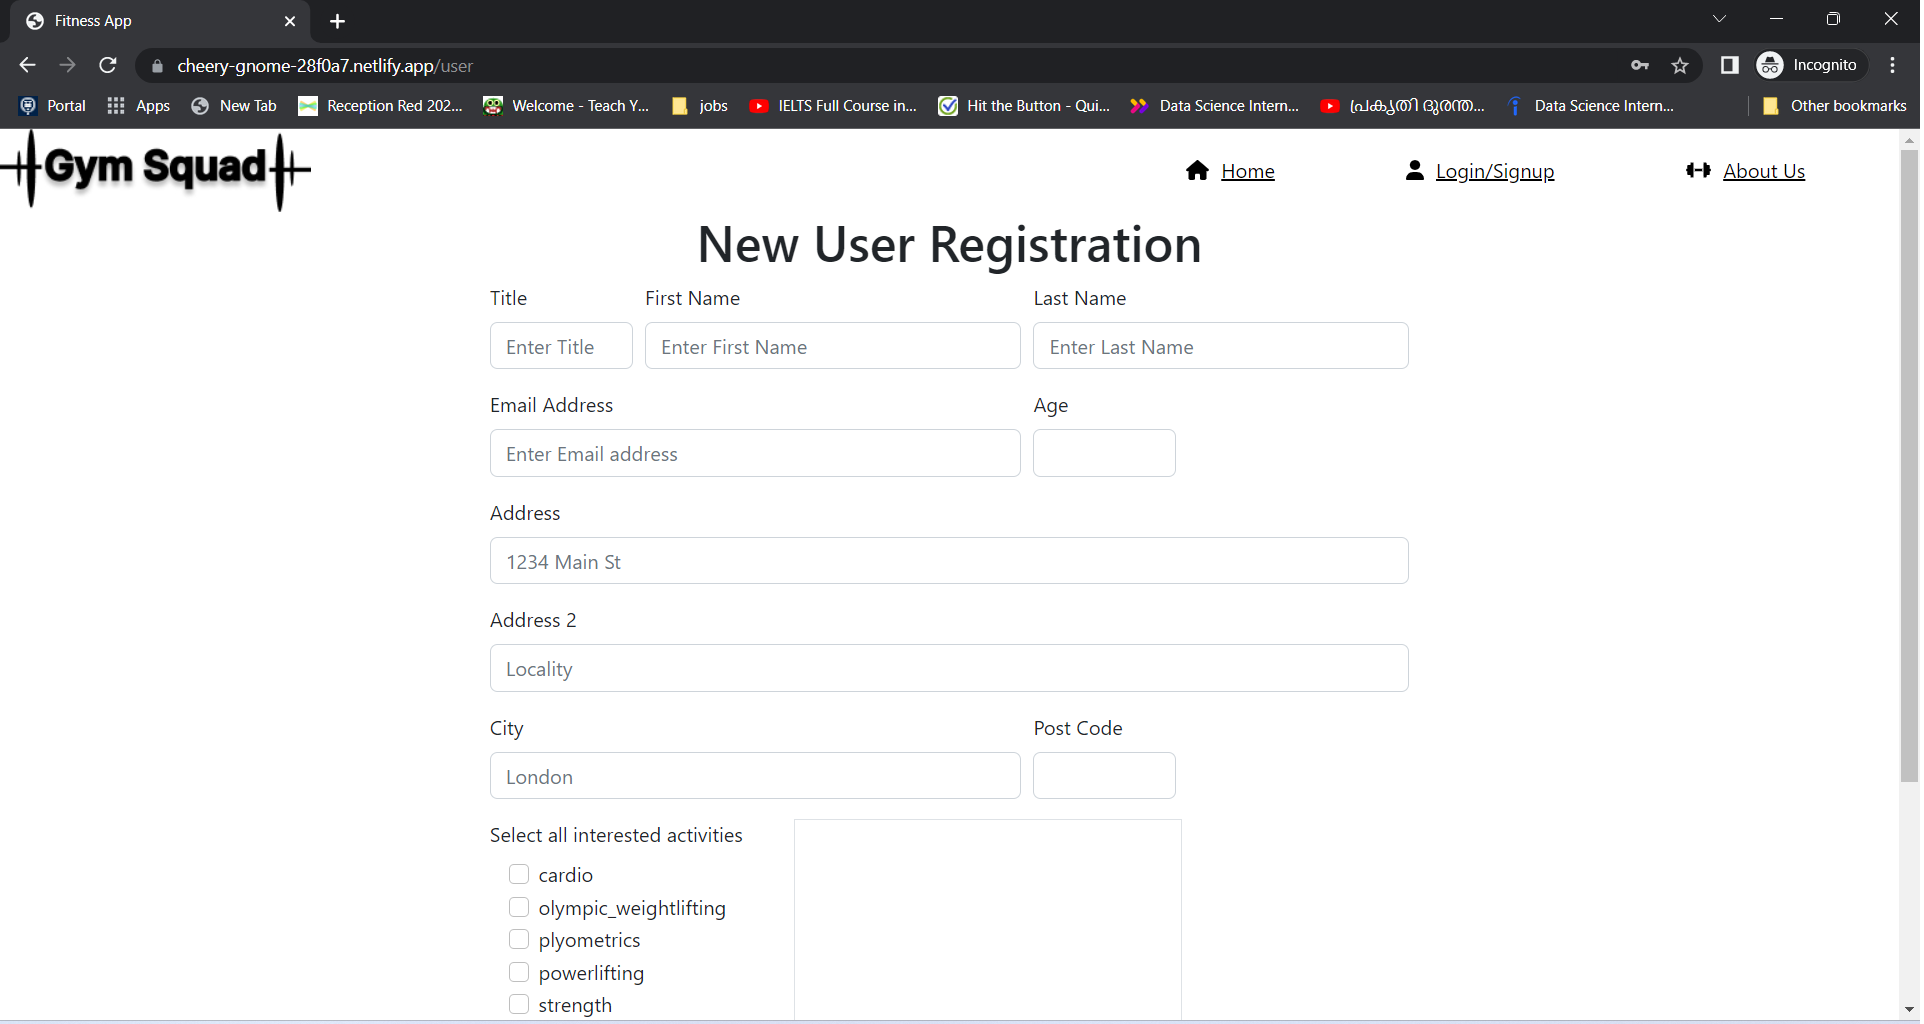 Fitness App
cheery-gnome-28f0a7.netlify.app/user
Incognito
Portal Apps New Tab Reception Red 202... Welcome - Teach Y... jobs IELTS Full Course in... Hit the Button - Qui... Data Science Intern... പ്രകൃതി ദുരന്ത... Data Science Intern... Other bookmarks
Gym Squad
Home Login/Signup About Us
New User Registration
Title First Name Last Name
Enter Title Enter First Name Enter Last Name
Email Address Age
Enter Email address
Address
1234 Main St
Address 2
Locality
City Post Code
London
Select all interested activities
cardio
olympic_weightlifting
plyometrics
powerlifting
strength